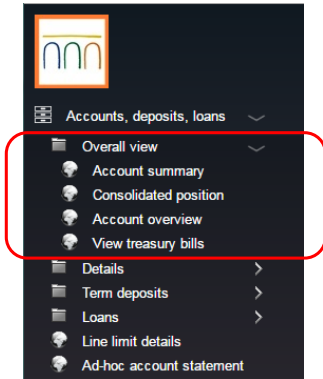 Accounts, deposits, loans
Overall view
Account summary
Consolidated position
Account overview
View treasury bills
Details
Term deposits
Loans
Line limit details
Ad-hoc account statement